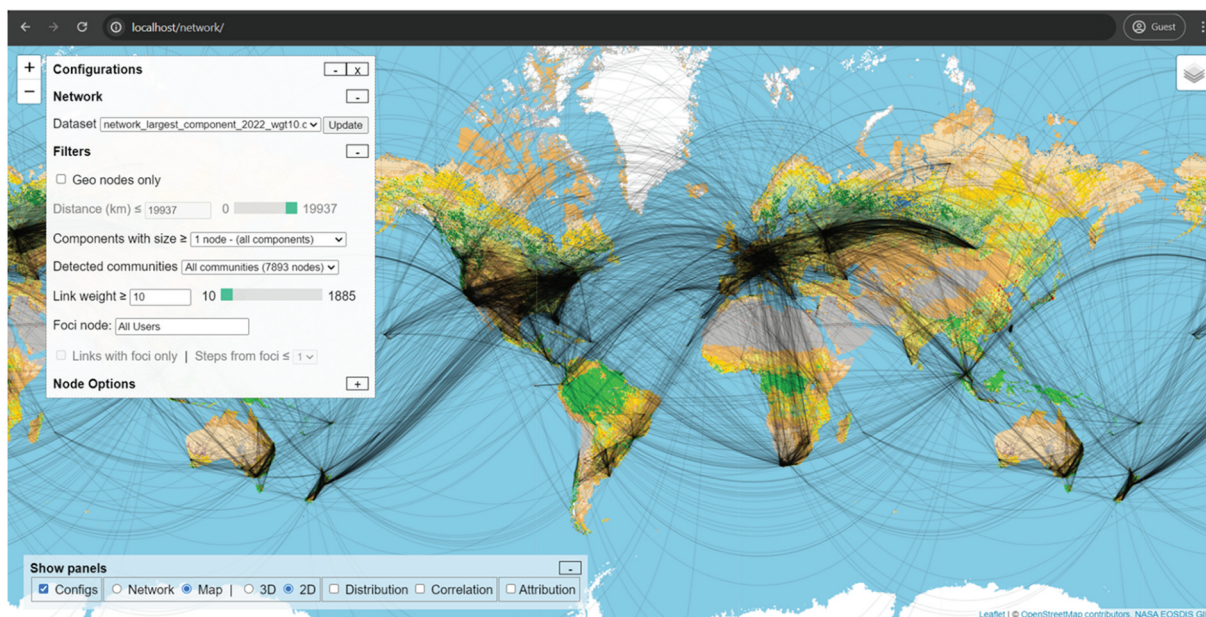 localhost/network/
Guest
+
−
Configurations - x
Network -
Dataset network_largest_component_2022_wgt10.c Update
Filters -
Geo nodes only
Distance (km) ≤ 19937 0 19937
Components with size ≥ 1 node - (all components)
Detected communities All communities (7893 nodes)
Link weight ≥ 10 10 1885
Foci node: All Users
Links with foci only | Steps from foci ≤ 1
Node Options +
Show panels -
Configs Network Map | 3D 2D Distribution Correlation Attribution
Leaflet | © OpenStreetMap contributors, NASA EOSDIS GI